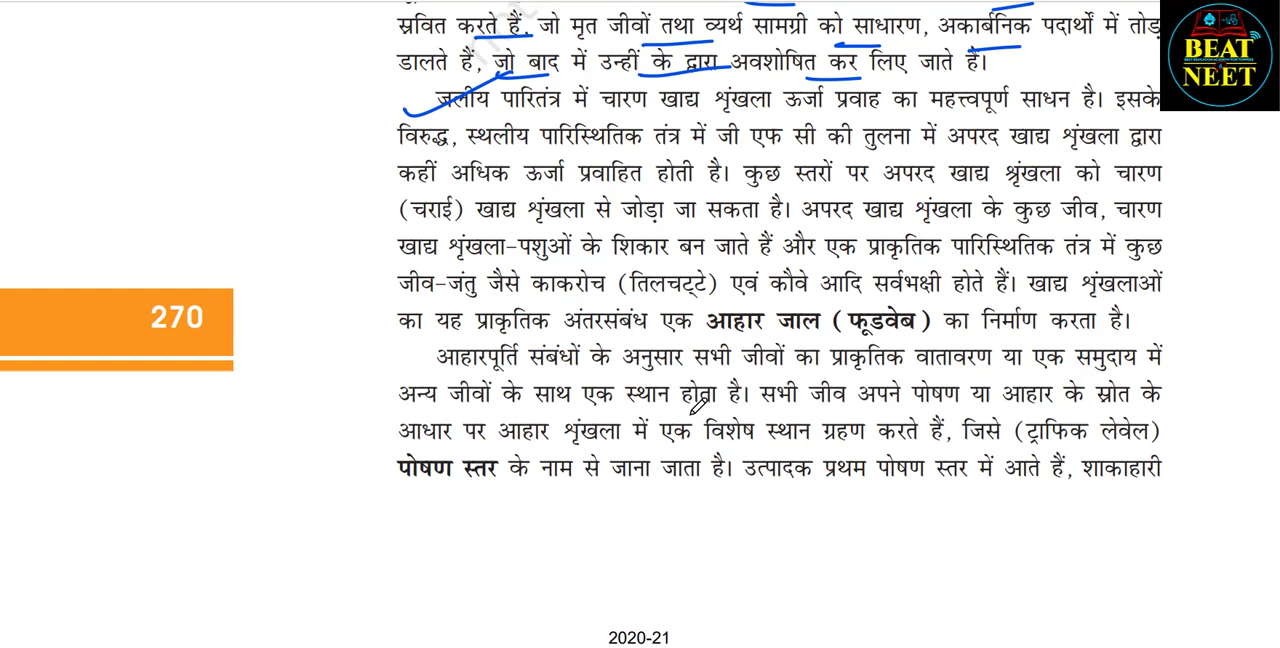 स्रवित करते हैं, जो मृत जीवों तथा व्यर्थ सामग्री को साधारण, अकार्बनिक पदार्थों में तोड़
डालते हैं, जो बाद में उन्हीं के द्वारा अवशोषित कर लिए जाते है।
जलीय पारितंत्र में चारण खाद्य शृंखला ऊर्जा प्रवाह का महत्त्वपूर्ण साधन है। इसके
विरुद्ध, स्थलीय पारिस्थितिक तंत्र में जी एफ सी की तुलना में अपरद खाद्य शृंखला द्वारा
कहीं अधिक ऊर्जा प्रवाहित होती है। कुछ स्तरों पर अपरद खाद्य श्रृंखला को चारण
(चराई) खाद्य शृंखला से जोड़ा जा सकता है। अपरद खाद्य शृंखला के कुछ जीव, चारण
खाद्य शृंखला-पशुओं के शिकार बन जाते हैं और एक प्राकृतिक पारिस्थितिक तंत्र में कुछ
जीव-जंतु जैसे काकरोच (तिलचट्टे) एवं कौवे आदि सर्वभक्षी होते हैं। खाद्य शृंखलाओं
का यह प्राकृतिक अंतरसंबंध एक आहार जाल (फूडवेब) का निर्माण करता है।
आहारपूर्ति संबंधों के अनुसार सभी जीवों का प्राकृतिक वातावरण या एक समुदाय में
अन्य जीवों के साथ एक स्थान होता है। सभी जीव अपने पोषण या आहार के स्रोत के
आधार पर आहार शृंखला में एक विशेष स्थान ग्रहण करते हैं, जिसे (ट्राफिक लेवेल)
पोषण स्तर के नाम से जाना जाता है। उत्पादक प्रथम पोषण स्तर में आते हैं, शाकाहारी
270
2020-21
BEAT
NEET